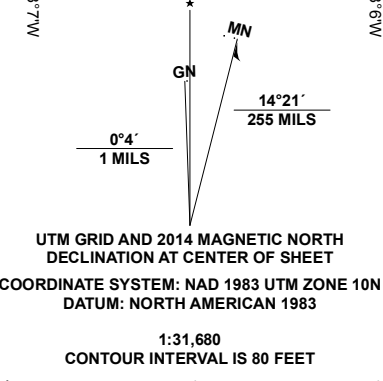 °7'W
°6'W
MN
GN
14°21´
255 MILS
0°4´
1 MILS
UTM GRID AND 2014 MAGNETIC NORTH
DECLINATION AT CENTER OF SHEET
COORDINATE SYSTEM: NAD 1983 UTM ZONE 10N
DATUM: NORTH AMERICAN 1983
1:31,680
CONTOUR INTERVAL IS 80 FEET